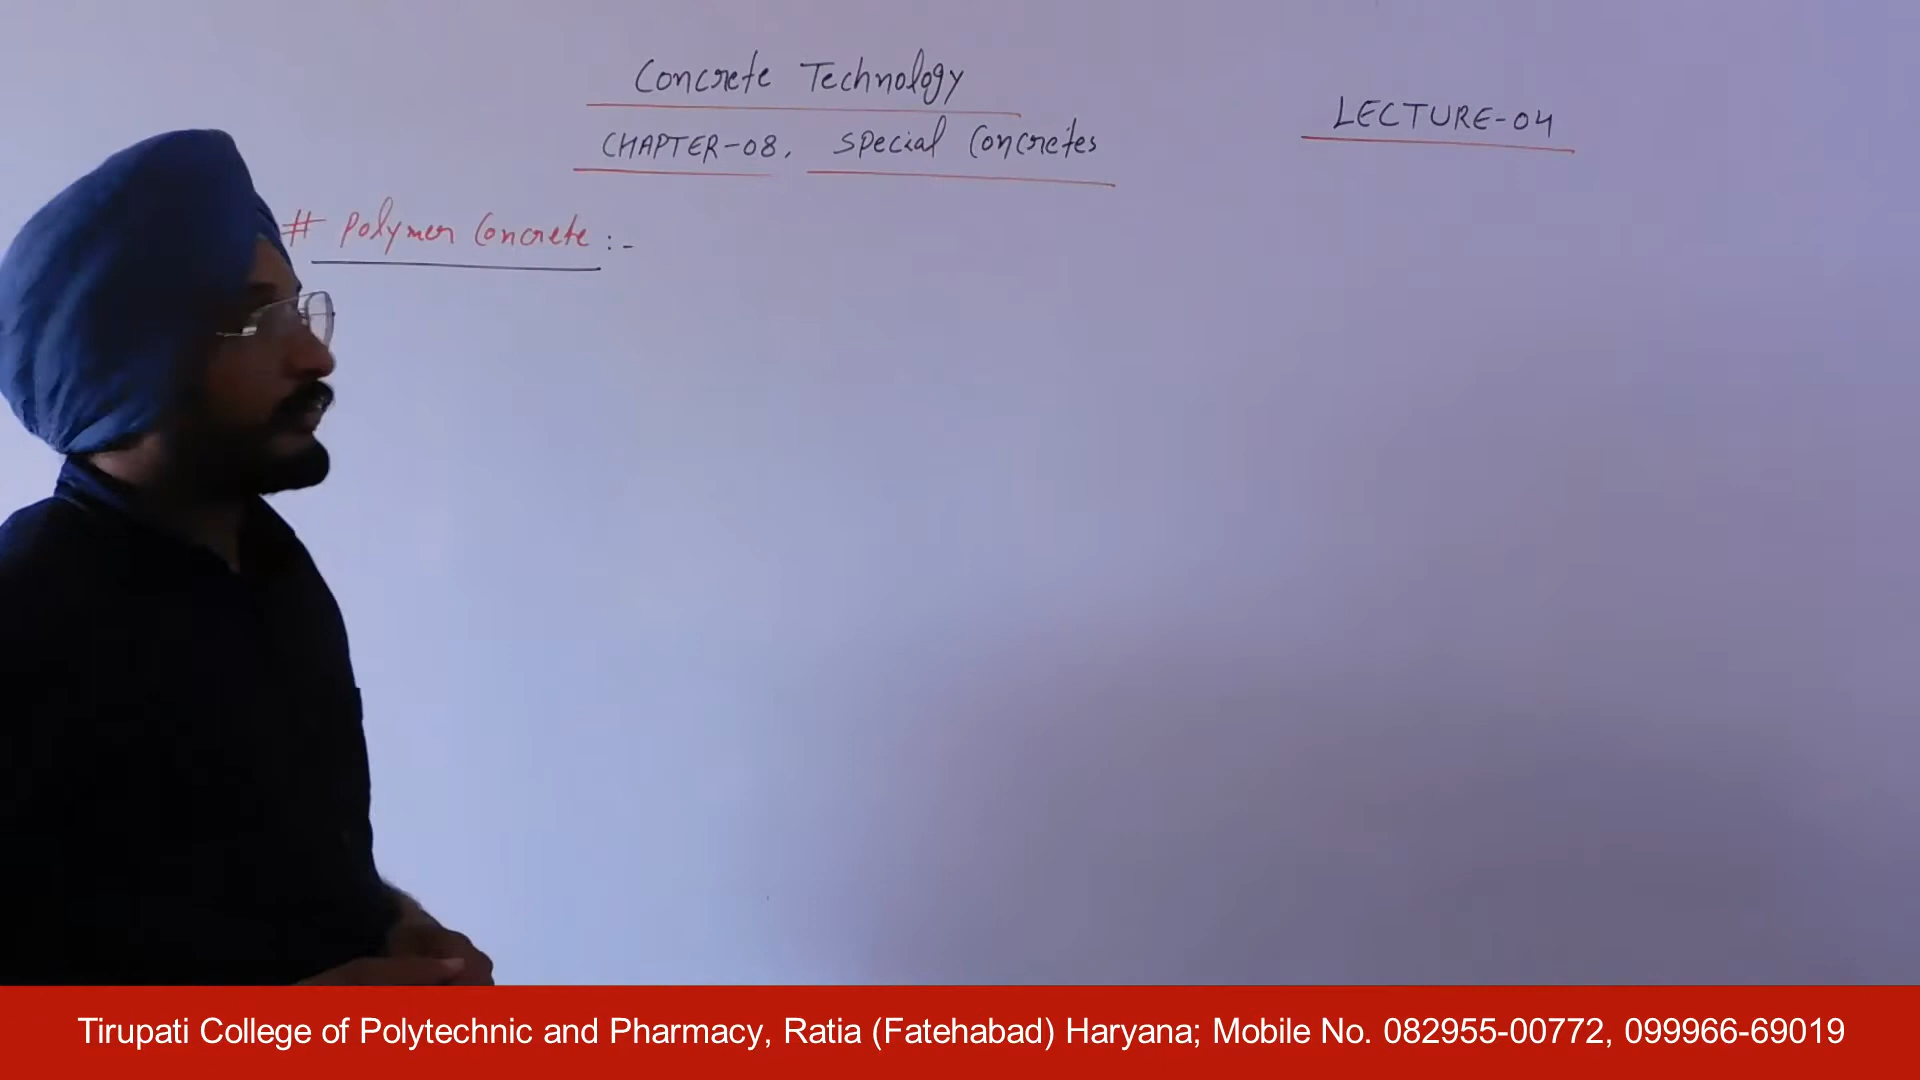 Concrete Technology
LECTURE-04
CHAPTER-08. Special Concretes
# Polymer Concrete :-
Tirupati College of Polytechnic and Pharmacy, Ratia (Fatehabad) Haryana; Mobile No. 082955-00772, 099966-69019